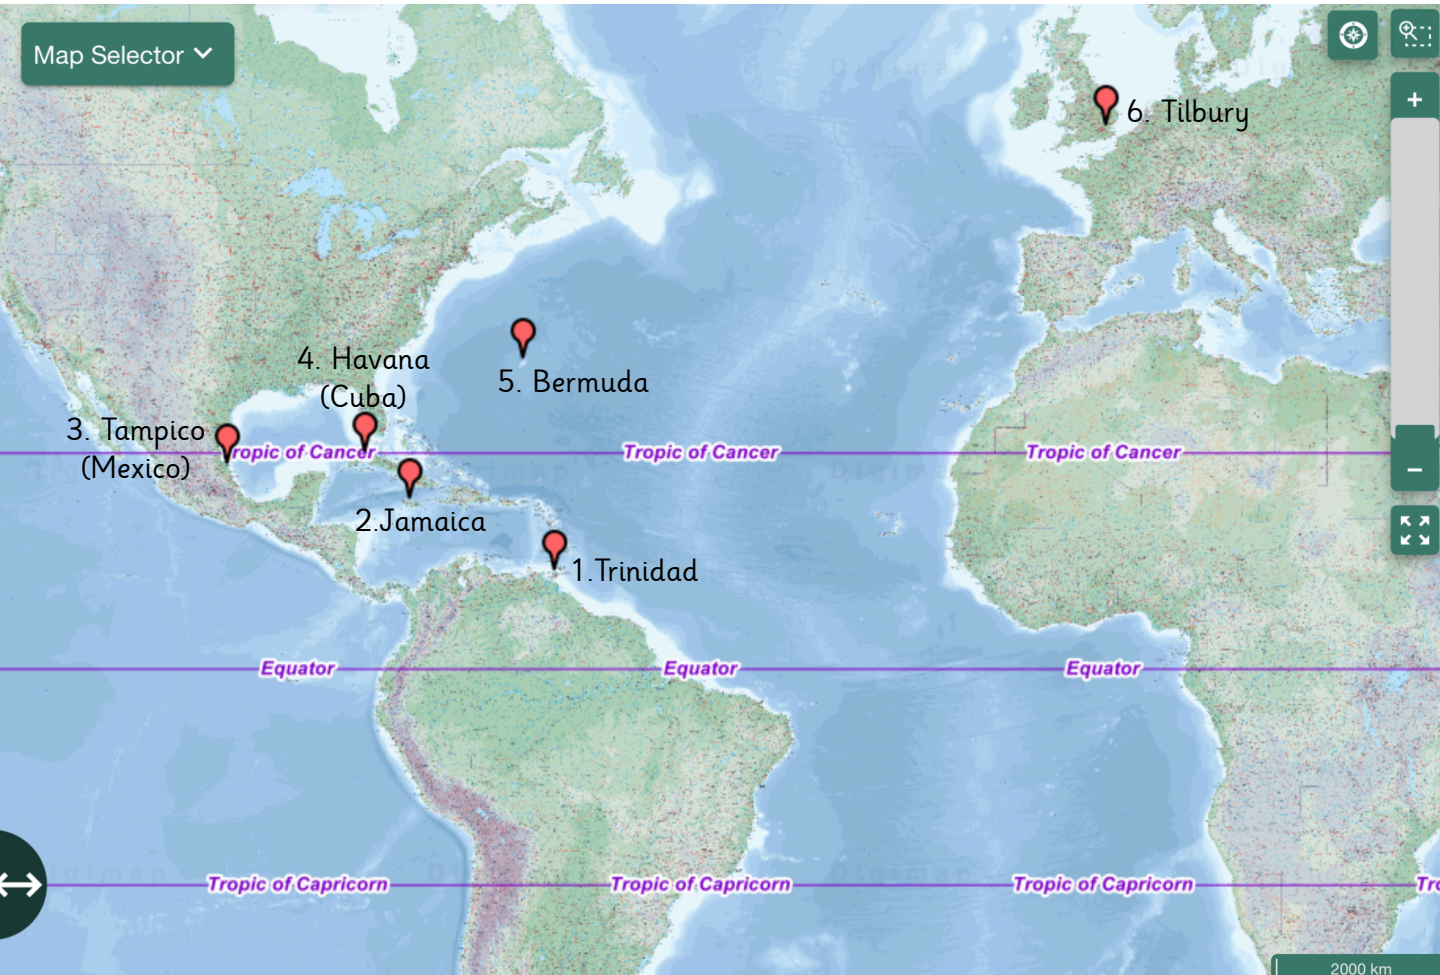 Map Selector
6. Tilbury
4. Havana
(Cuba)
5. Bermuda
3. Tampico
(Mexico)
Tropic of Cancer
Tropic of Cancer
Tropic of Cancer
2.Jamaica
1.Trinidad
Equator
Equator
Equator
Digimap
Tropic of Capricorn
Tropic of Capricorn
Tropic of Capricorn
2000 km